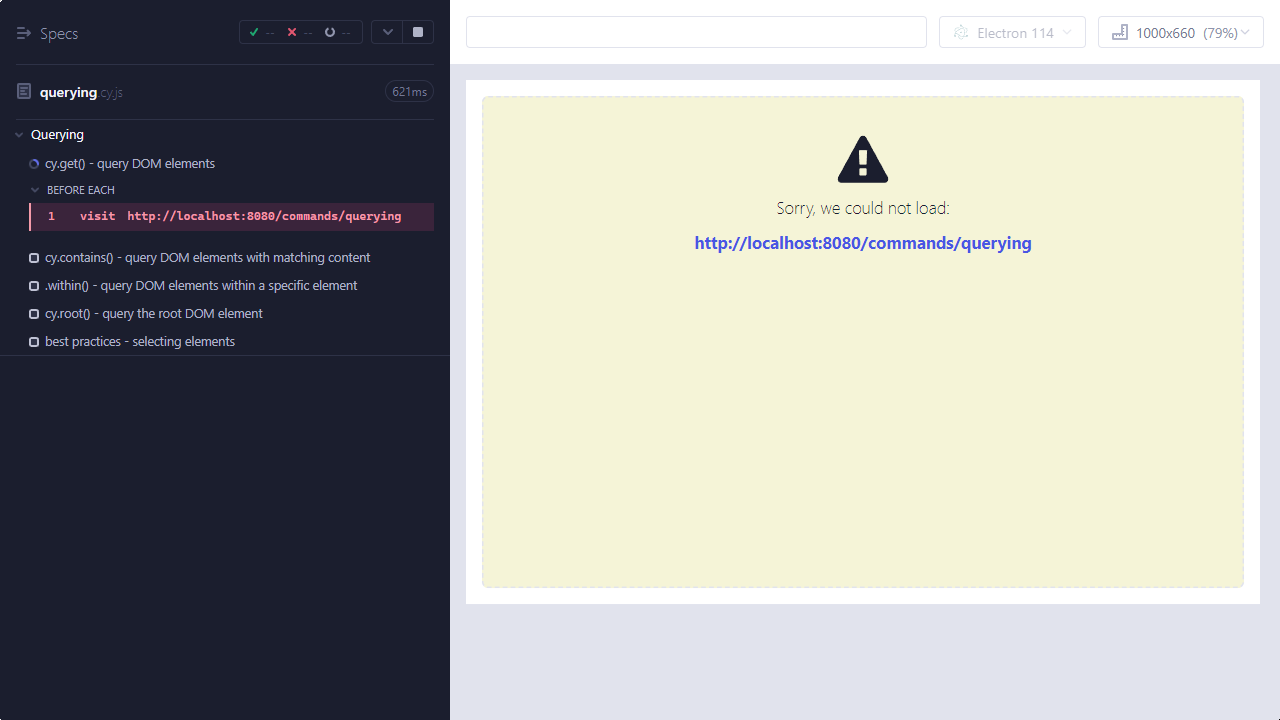 Specs
--
--
--
querying.cy.js
621ms
Querying
cy.get() - query DOM elements
BEFORE EACH
1 visit http://localhost:8080/commands/querying
cy.contains() - query DOM elements with matching content
.within() - query DOM elements within a specific element
cy.root() - query the root DOM element
best practices - selecting elements
Electron 114
1000x660 (79%)
Sorry, we could not load:
http://localhost:8080/commands/querying